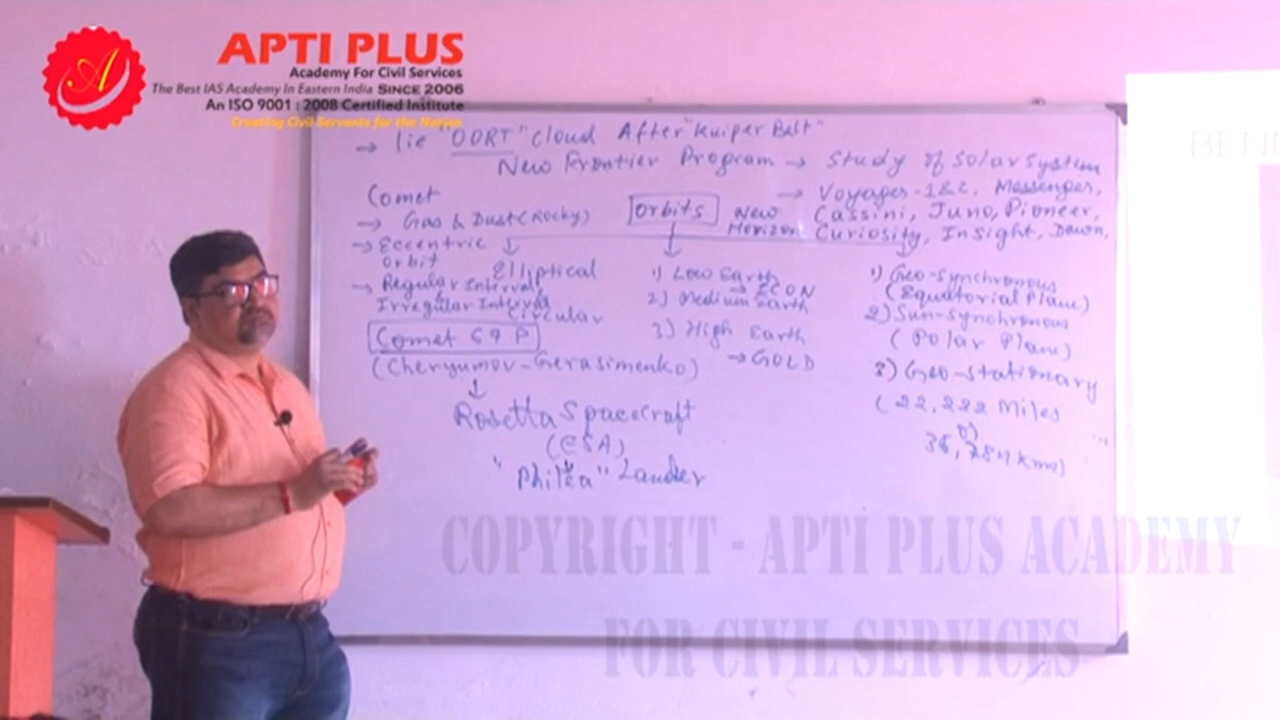 APTI PLUS
Academy For Civil Services
The Best IAS Academy In Eastern India SINCE 2006
An ISO 9001 : 2008 Certified Institute
Creating Civil Servants for the Nation
A
→ lie "OORT" Cloud After "Kuiper Belt"
New Frontier Program → Study of Solar System
→ Voyages-1&2, Messenger,
New Horizon Cassini, Juno, Pioneer,
Curiosity, Insight, Dawn,
Comet
→ Gas & Dust (Rocky)
→ Eccentric
Orbit
→ Regular Interval
Irregular Interval
Comet 67 P
(Cheryumov-Gerasimenko)
↓
Rosetta Spacecraft
(ESA)
"Philea" Lander
Orbits
Elliptical
Circular
1) Low Earth
→ ICON
2) Medium Earth
3) High Earth
→ GOLD
1) Geo-Synchronous
(Equatorial Plane)
2) Sun-Synchronous
(Polar Plane)
3) Geo-stationary
(22,222 Miles
COPYRIGHT - APTI PLUS ACADEMY
FOR CIVIL SERVICES